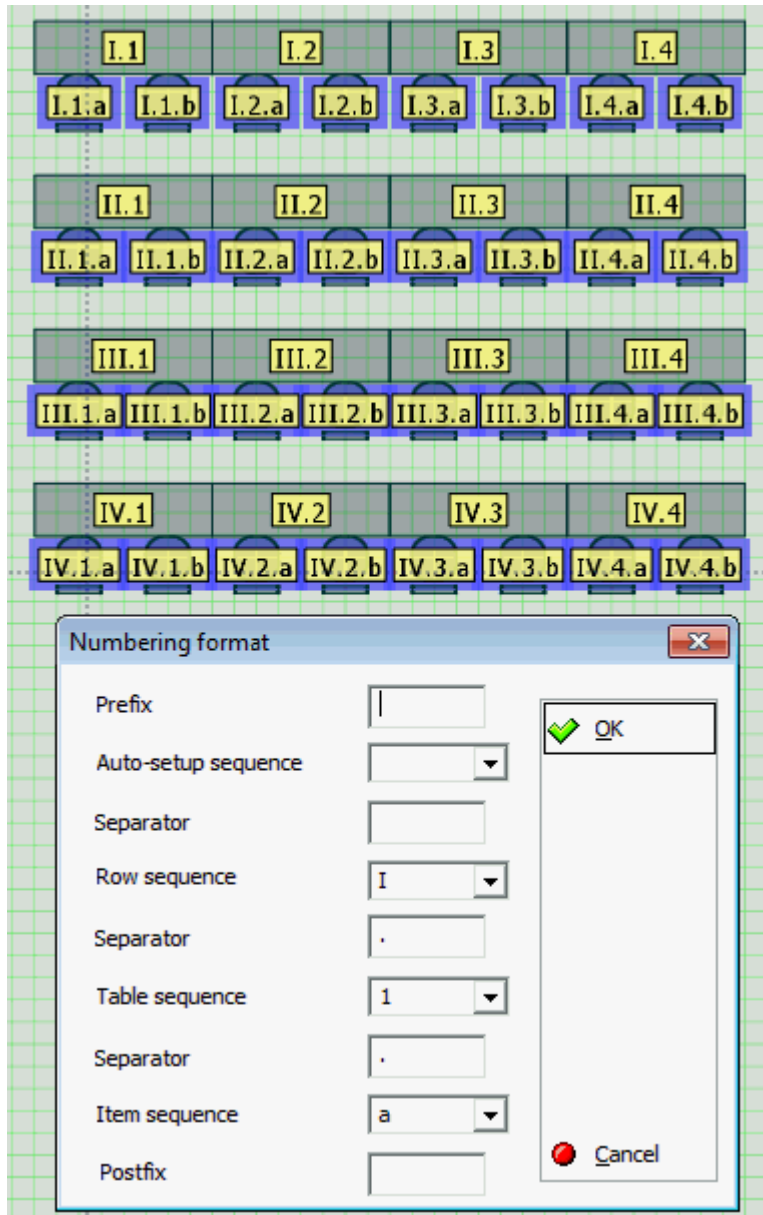 I.1 I.2 I.3 I.4
I.1.a I.1.b I.2.a I.2.b I.3.a I.3.b I.4.a I.4.b
II.1 II.2 II.3 II.4
II.1.a II.1.b II.2.a II.2.b II.3.a II.3.b II.4.a II.4.b
III.1 III.2 III.3 III.4
III.1.a III.1.b III.2.a III.2.b III.3.a III.3.b III.4.a III.4.b
IV.1 IV.2 IV.3 IV.4
IV.1.a IV.1.b IV.2.a IV.2.b IV.3.a IV.3.b IV.4.a IV.4.b
Numbering format
Prefix
OK
Auto-setup sequence
Separator
Row sequence I
Separator .
Table sequence 1
Separator .
Item sequence a
Cancel
Postfix